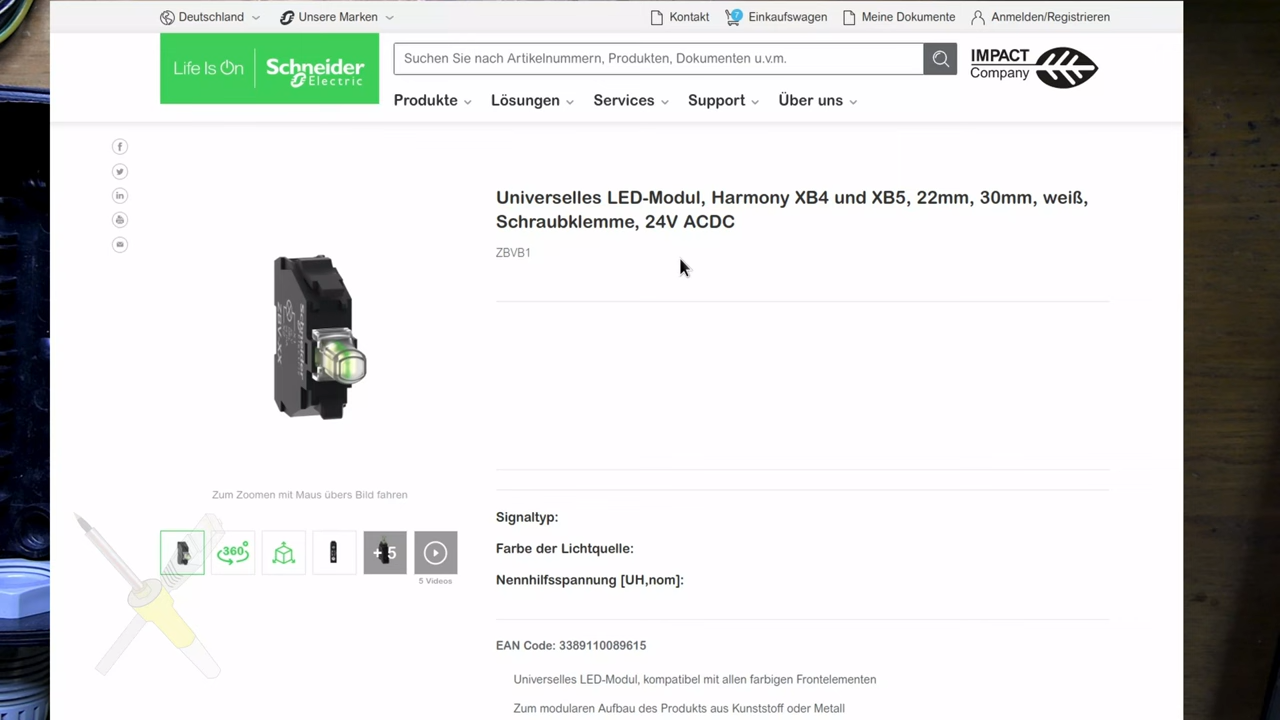 Deutschland
Unsere Marken
Kontakt
7
Einkaufswagen
Meine Dokumente
Anmelden/Registrieren
Life Is On
Schneider
Electric
Suchen Sie nach Artikelnummern, Produkten, Dokumenten u.v.m.
IMPACT
Company
Produkte
Lösungen
Services
Support
Über uns
Universelles LED-Modul, Harmony XB4 und XB5, 22mm, 30mm, weiß,
Schraubklemme, 24V ACDC
ZBVB1
Zum Zoomen mit Maus übers Bild fahren
360°
+ 5
5 Videos
Signaltyp:
Farbe der Lichtquelle:
Nennhilfsspannung [UH,nom]:
EAN Code: 3389110089615
Universelles LED-Modul, kompatibel mit allen farbigen Frontelementen
Zum modularen Aufbau des Produkts aus Kunststoff oder Metall